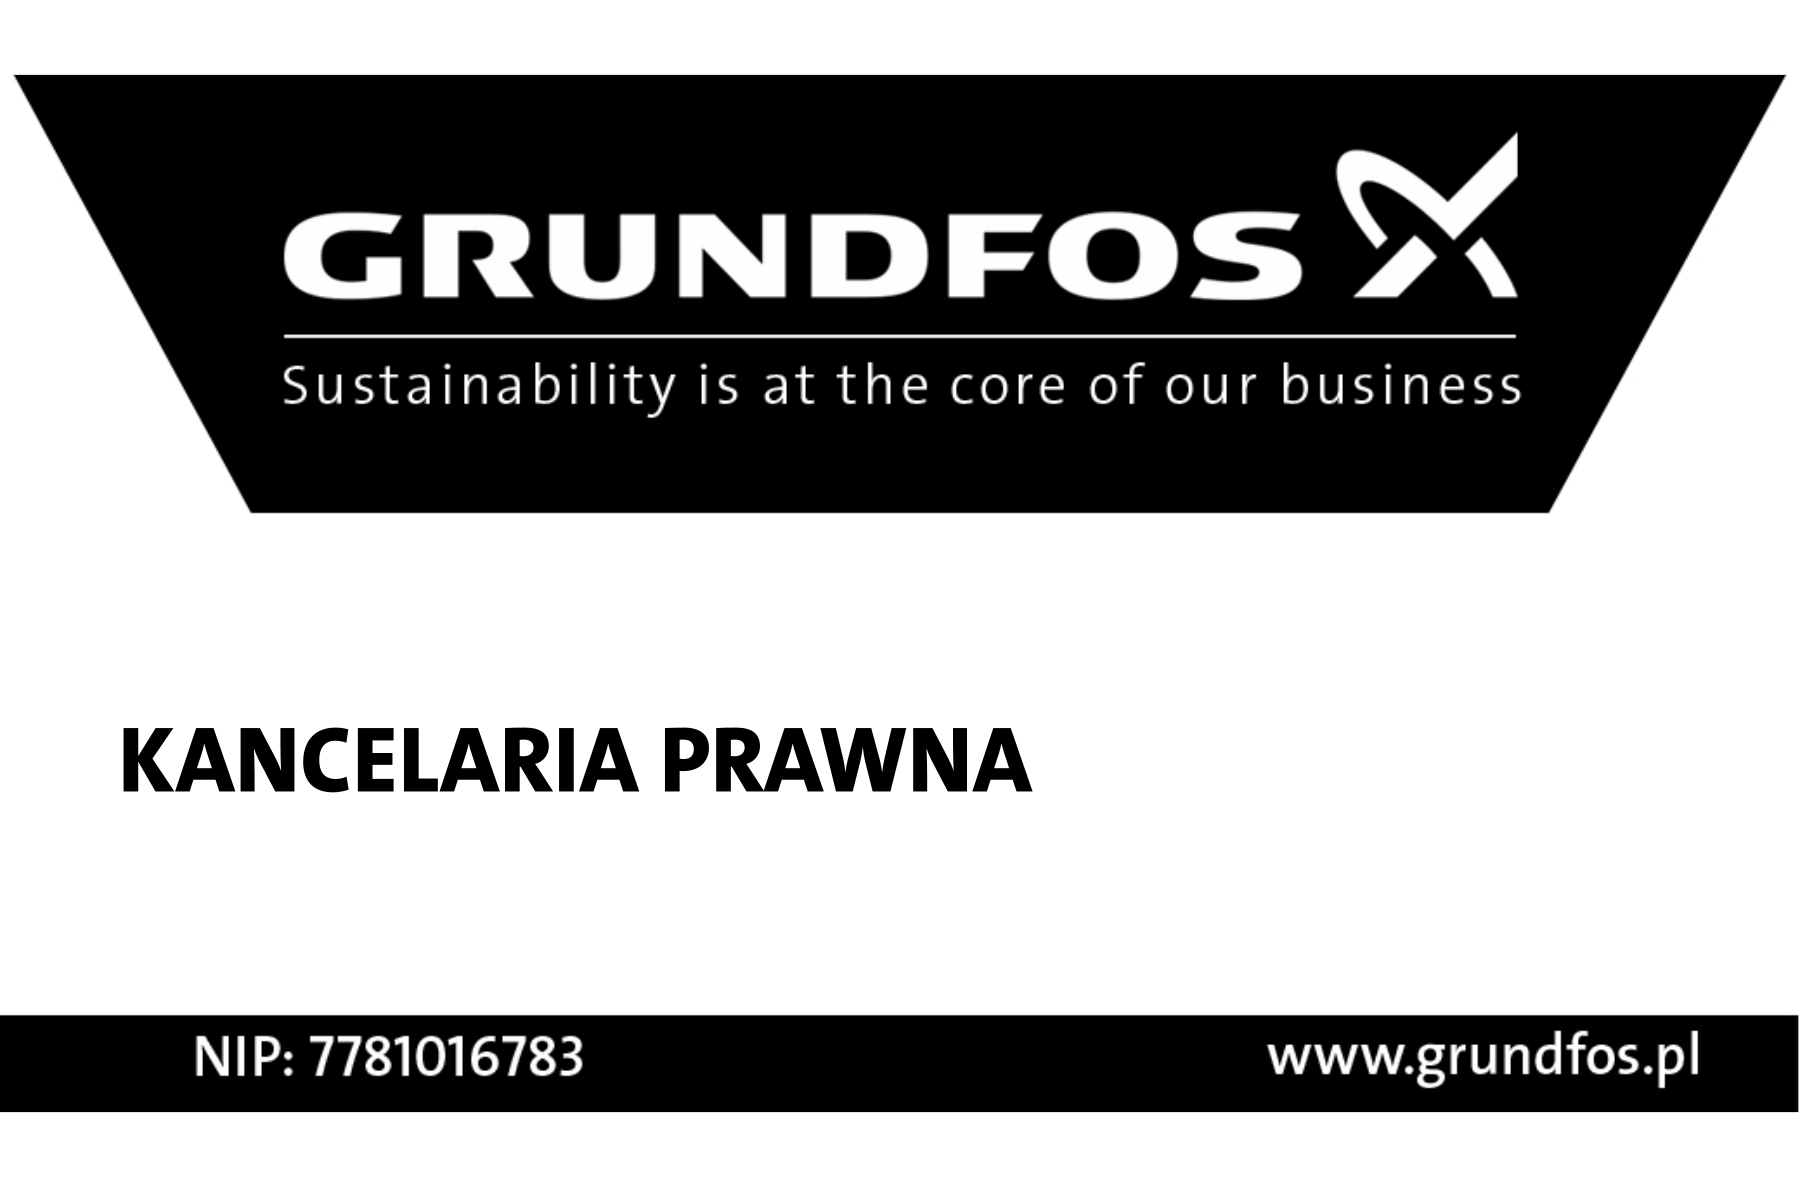 GRUNDFOS
Sustainability is at the core of our business
KANCELARIA PRAWNA
NIP: 7781016783
www.grundfos.pl